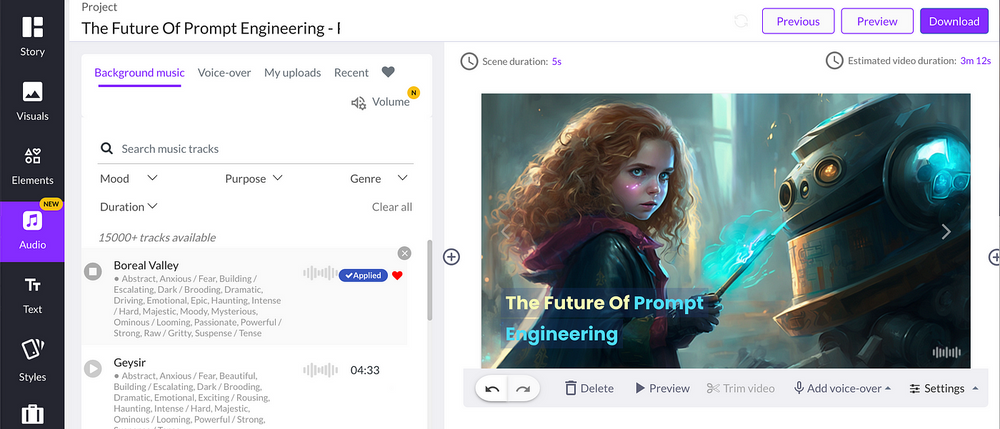 Project
The Future Of Prompt Engineering -
Previous
Preview
Download
Story
Visuals
Elements
NEW
Audio
Text
Styles
Background music
Voice-over
My uploads
Recent
Volume
N
Search music tracks
Mood
Purpose
Genre
Duration
Clear all
15000+ tracks available
Boreal Valley
Abstract, Anxious / Fear, Building /
Escalating, Dark / Brooding, Dramatic,
Driving, Emotional, Epic, Haunting, Intense
/ Hard, Majestic, Moody, Mysterious,
Ominous / Looming, Passionate, Powerful /
Strong, Raw / Gritty, Suspense / Tense
Applied
Geysir
Abstract, Anxious / Fear, Beautiful,
Building / Escalating, Dark / Brooding,
Dramatic, Emotional, Exciting / Rousing,
Haunting, Intense / Hard, Majestic,
Ominous / Looming, Powerful / Strong,
04:33
Scene duration: 5s
Estimated video duration: 3m 12s
The Future Of Prompt
Engineering
Delete
Preview
Trim video
Add voice-over
Settings